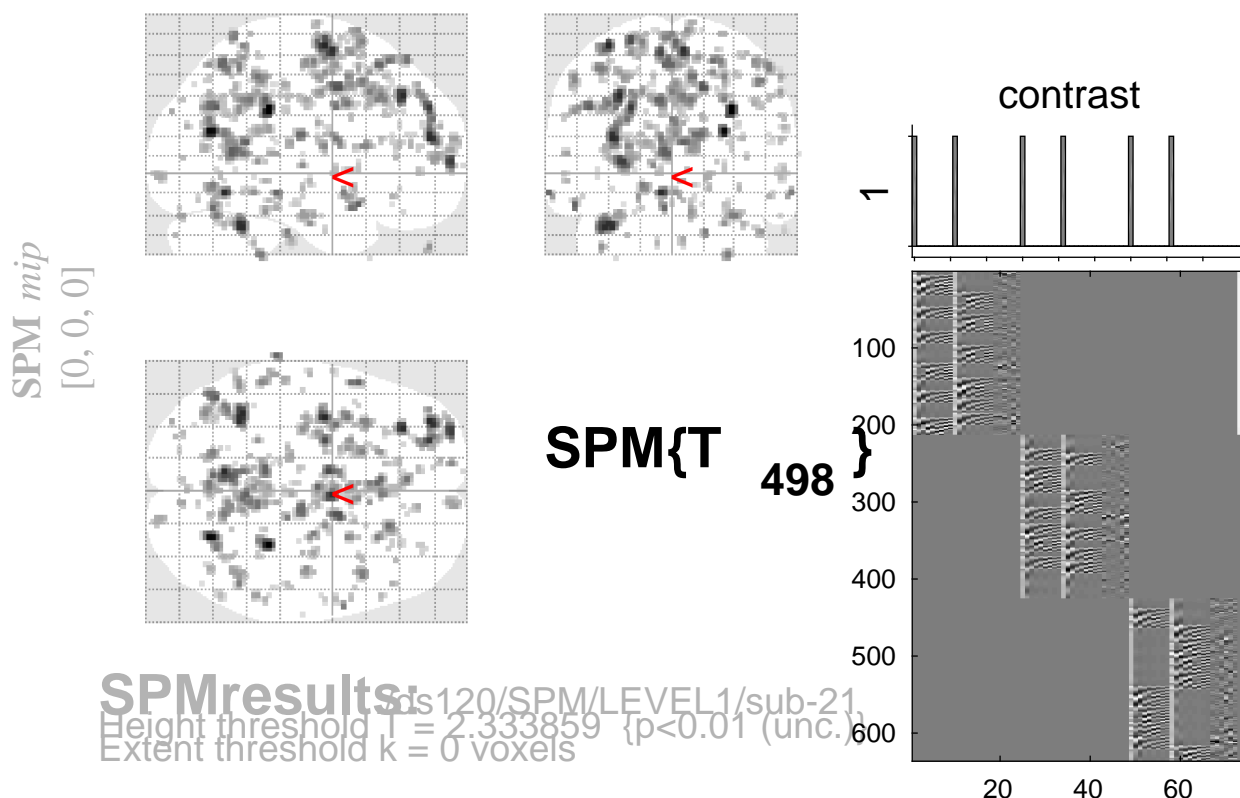 SPM mip
[0, 0, 0]
<
<
<
SPM{T498}
contrast
1
100
200
300
400
500
600
20 40 60
SPMresults: /ds120/SPM/LEVEL1/sub-21
Height threshold T = 2.333859 {p<0.01 (unc.)}
Extent threshold k = 0 voxels